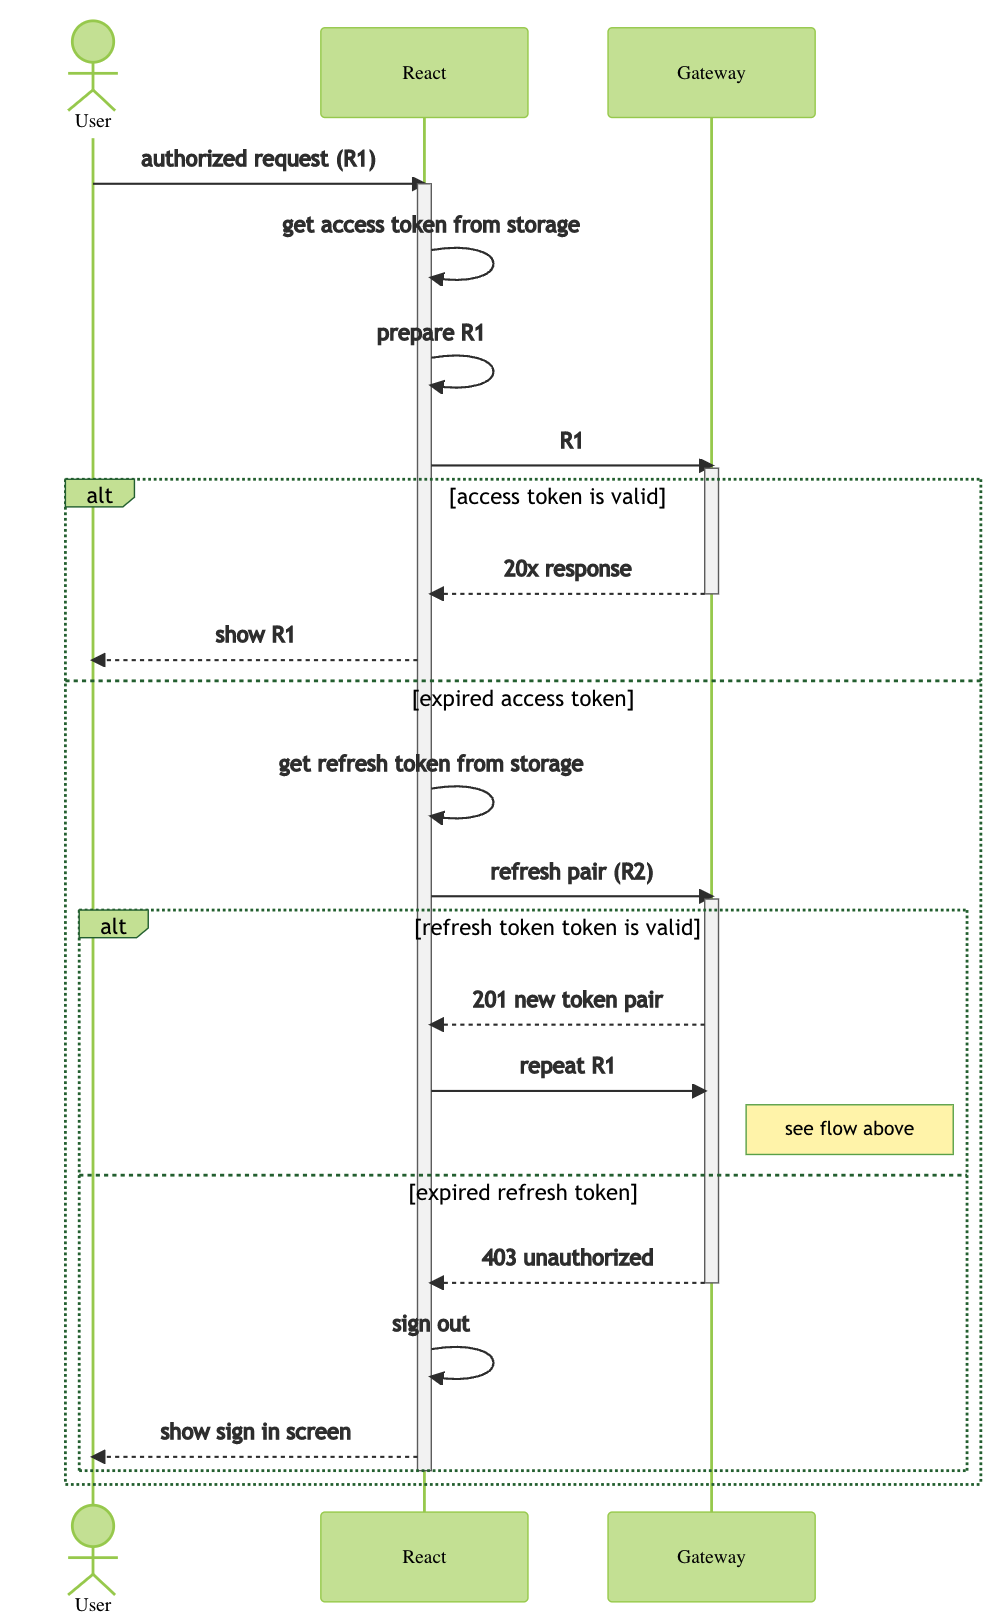 User
React
Gateway
authorized request (R1)
get access token from storage
prepare R1
R1
alt
[access token is valid]
20x response
show R1
[expired access token]
get refresh token from storage
refresh pair (R2)
alt
[refresh token token is valid]
201 new token pair
repeat R1
see flow above
[expired refresh token]
403 unauthorized
sign out
show sign in screen
User
React
Gateway